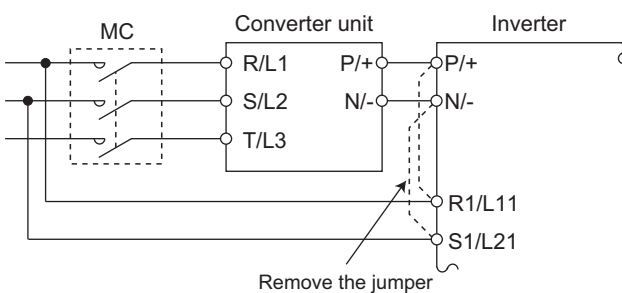 MC
Converter unit
Inverter
R/L1
P/+
P/+
S/L2
N/-
N/-
T/L3
R1/L11
S1/L21
Remove the jumper